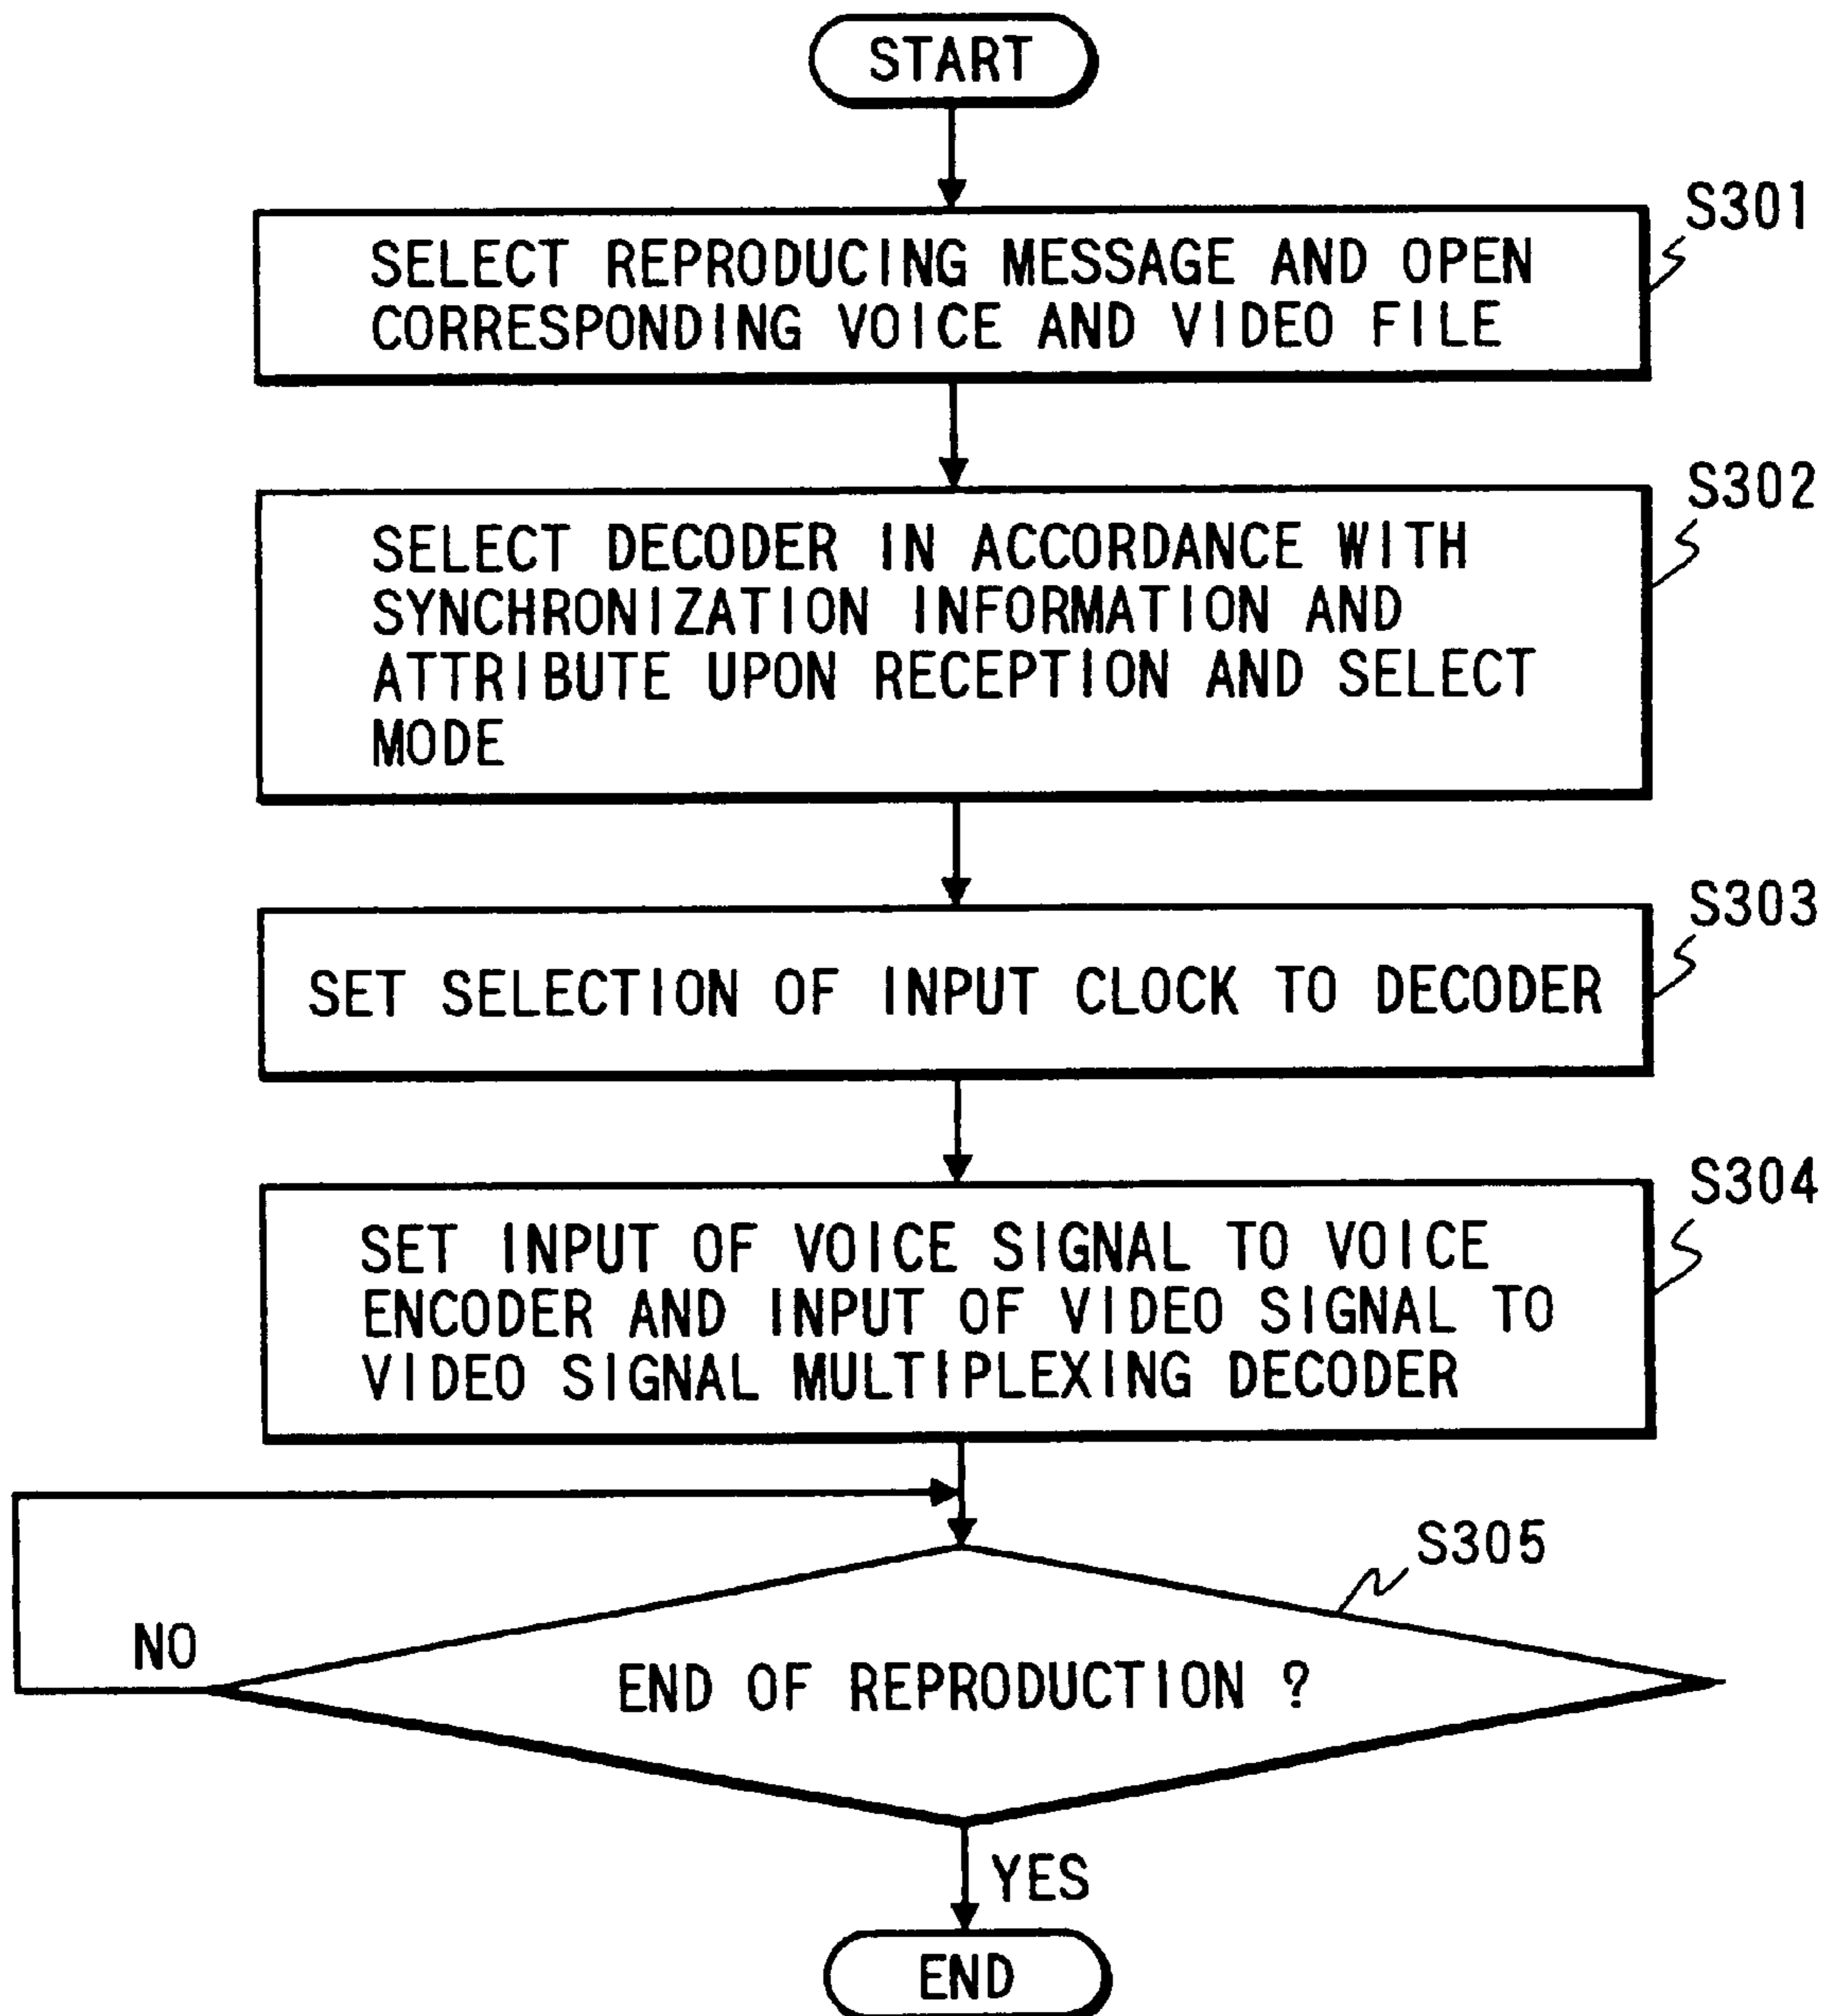 START
S301
SELECT REPRODUCING MESSAGE AND OPEN
CORRESPONDING VOICE AND VIDEO FILE
S302
SELECT DECODER IN ACCORDANCE WITH
SYNCHRONIZATION INFORMATION AND
ATTRIBUTE UPON RECEPTION AND SELECT
MODE
S303
SET SELECTION OF INPUT CLOCK TO DECODER
S304
SET INPUT OF VOICE SIGNAL TO VOICE
ENCODER AND INPUT OF VIDEO SIGNAL TO
VIDEO SIGNAL MULTIPLEXING DECODER
S305
NO
END OF REPRODUCTION ?
YES
END